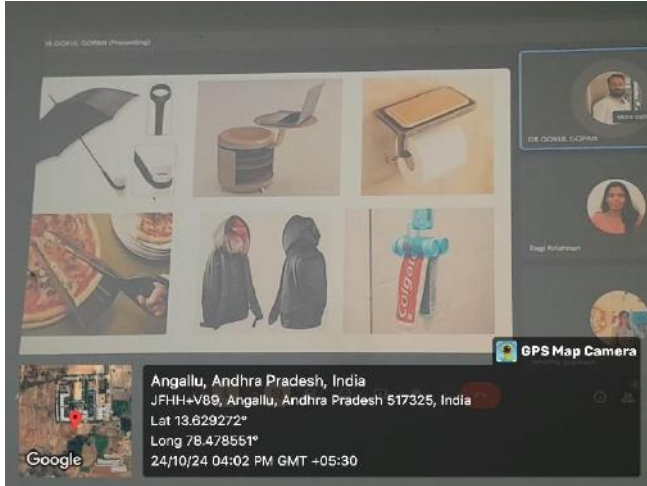 DR.GOKUL GOPAN (Presenting)
DR.GOKUL GOPAN
Ragi Krishnan
Colgate
GPS Map Camera
Angallu, Andhra Pradesh, India
JFHH+V89, Angallu, Andhra Pradesh 517325, India
Lat 13.629272°
Long 78.478551°
24/10/24 04:02 PM GMT +05:30
Google